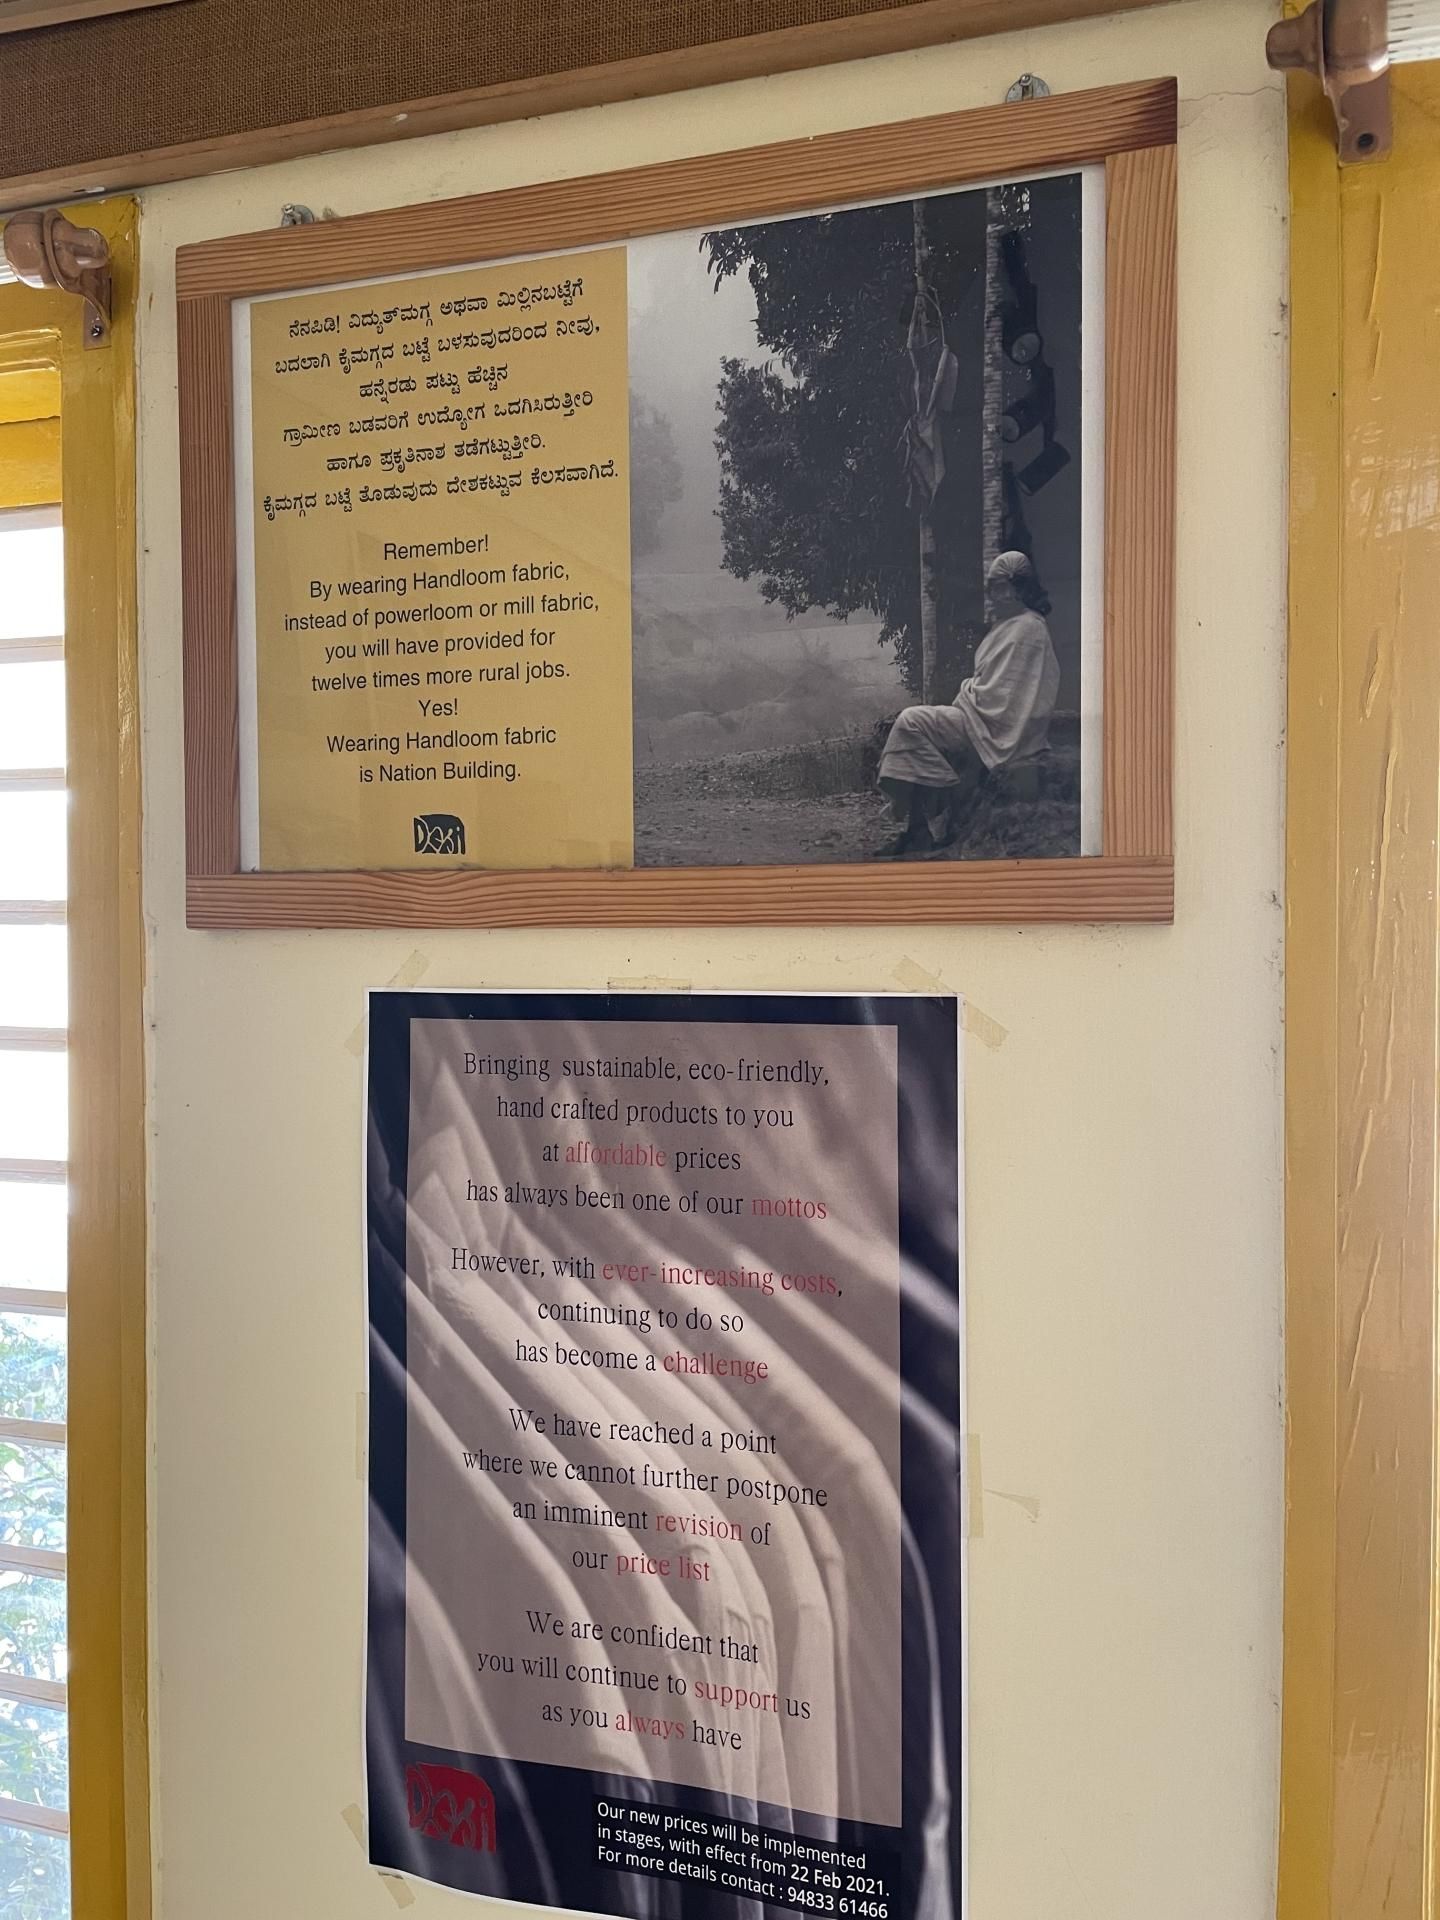 ನೆನಪಿಡಿ! ವಿದ್ಯುತ್‌ಮಗ್ಗ ಅಥವಾ ಮಿಲ್ಲಿನಬಟ್ಟೆಗೆ
ಬದಲಾಗಿ ಕೈಮಗ್ಗದ ಬಟ್ಟೆ ಬಳಸುವುದರಿಂದ ನೀವು,
ಹನ್ನೆರಡು ಪಟ್ಟು ಹೆಚ್ಚಿನ
ಗ್ರಾಮೀಣ ಬಡವರಿಗೆ ಉದ್ಯೋಗ ಒದಗಿಸಿರುತ್ತೀರಿ
ಹಾಗೂ ಪ್ರಕೃತಿನಾಶ ತಡೆಗಟ್ಟುತ್ತೀರಿ.
ಕೈಮಗ್ಗದ ಬಟ್ಟೆ ತೊಡುವುದು ದೇಶಕಟ್ಟುವ ಕೆಲಸವಾಗಿದೆ.
Remember!
By wearing Handloom fabric,
instead of powerloom or mill fabric,
you will have provided for
twelve times more rural jobs.
Yes!
Wearing Handloom fabric
is Nation Building.
Desi
Bringing sustainable, eco-friendly,
hand crafted products to you
at affordable prices
has always been one of our mottos
However, with ever-increasing costs,
continuing to do so
has become a challenge
We have reached a point
where we cannot further postpone
an imminent revision of
our price list
We are confident that
you will continue to support us
as you always have
Desi
Our new prices will be implemented
in stages, with effect from 22 Feb 2021.
For more details contact : 94833 61466